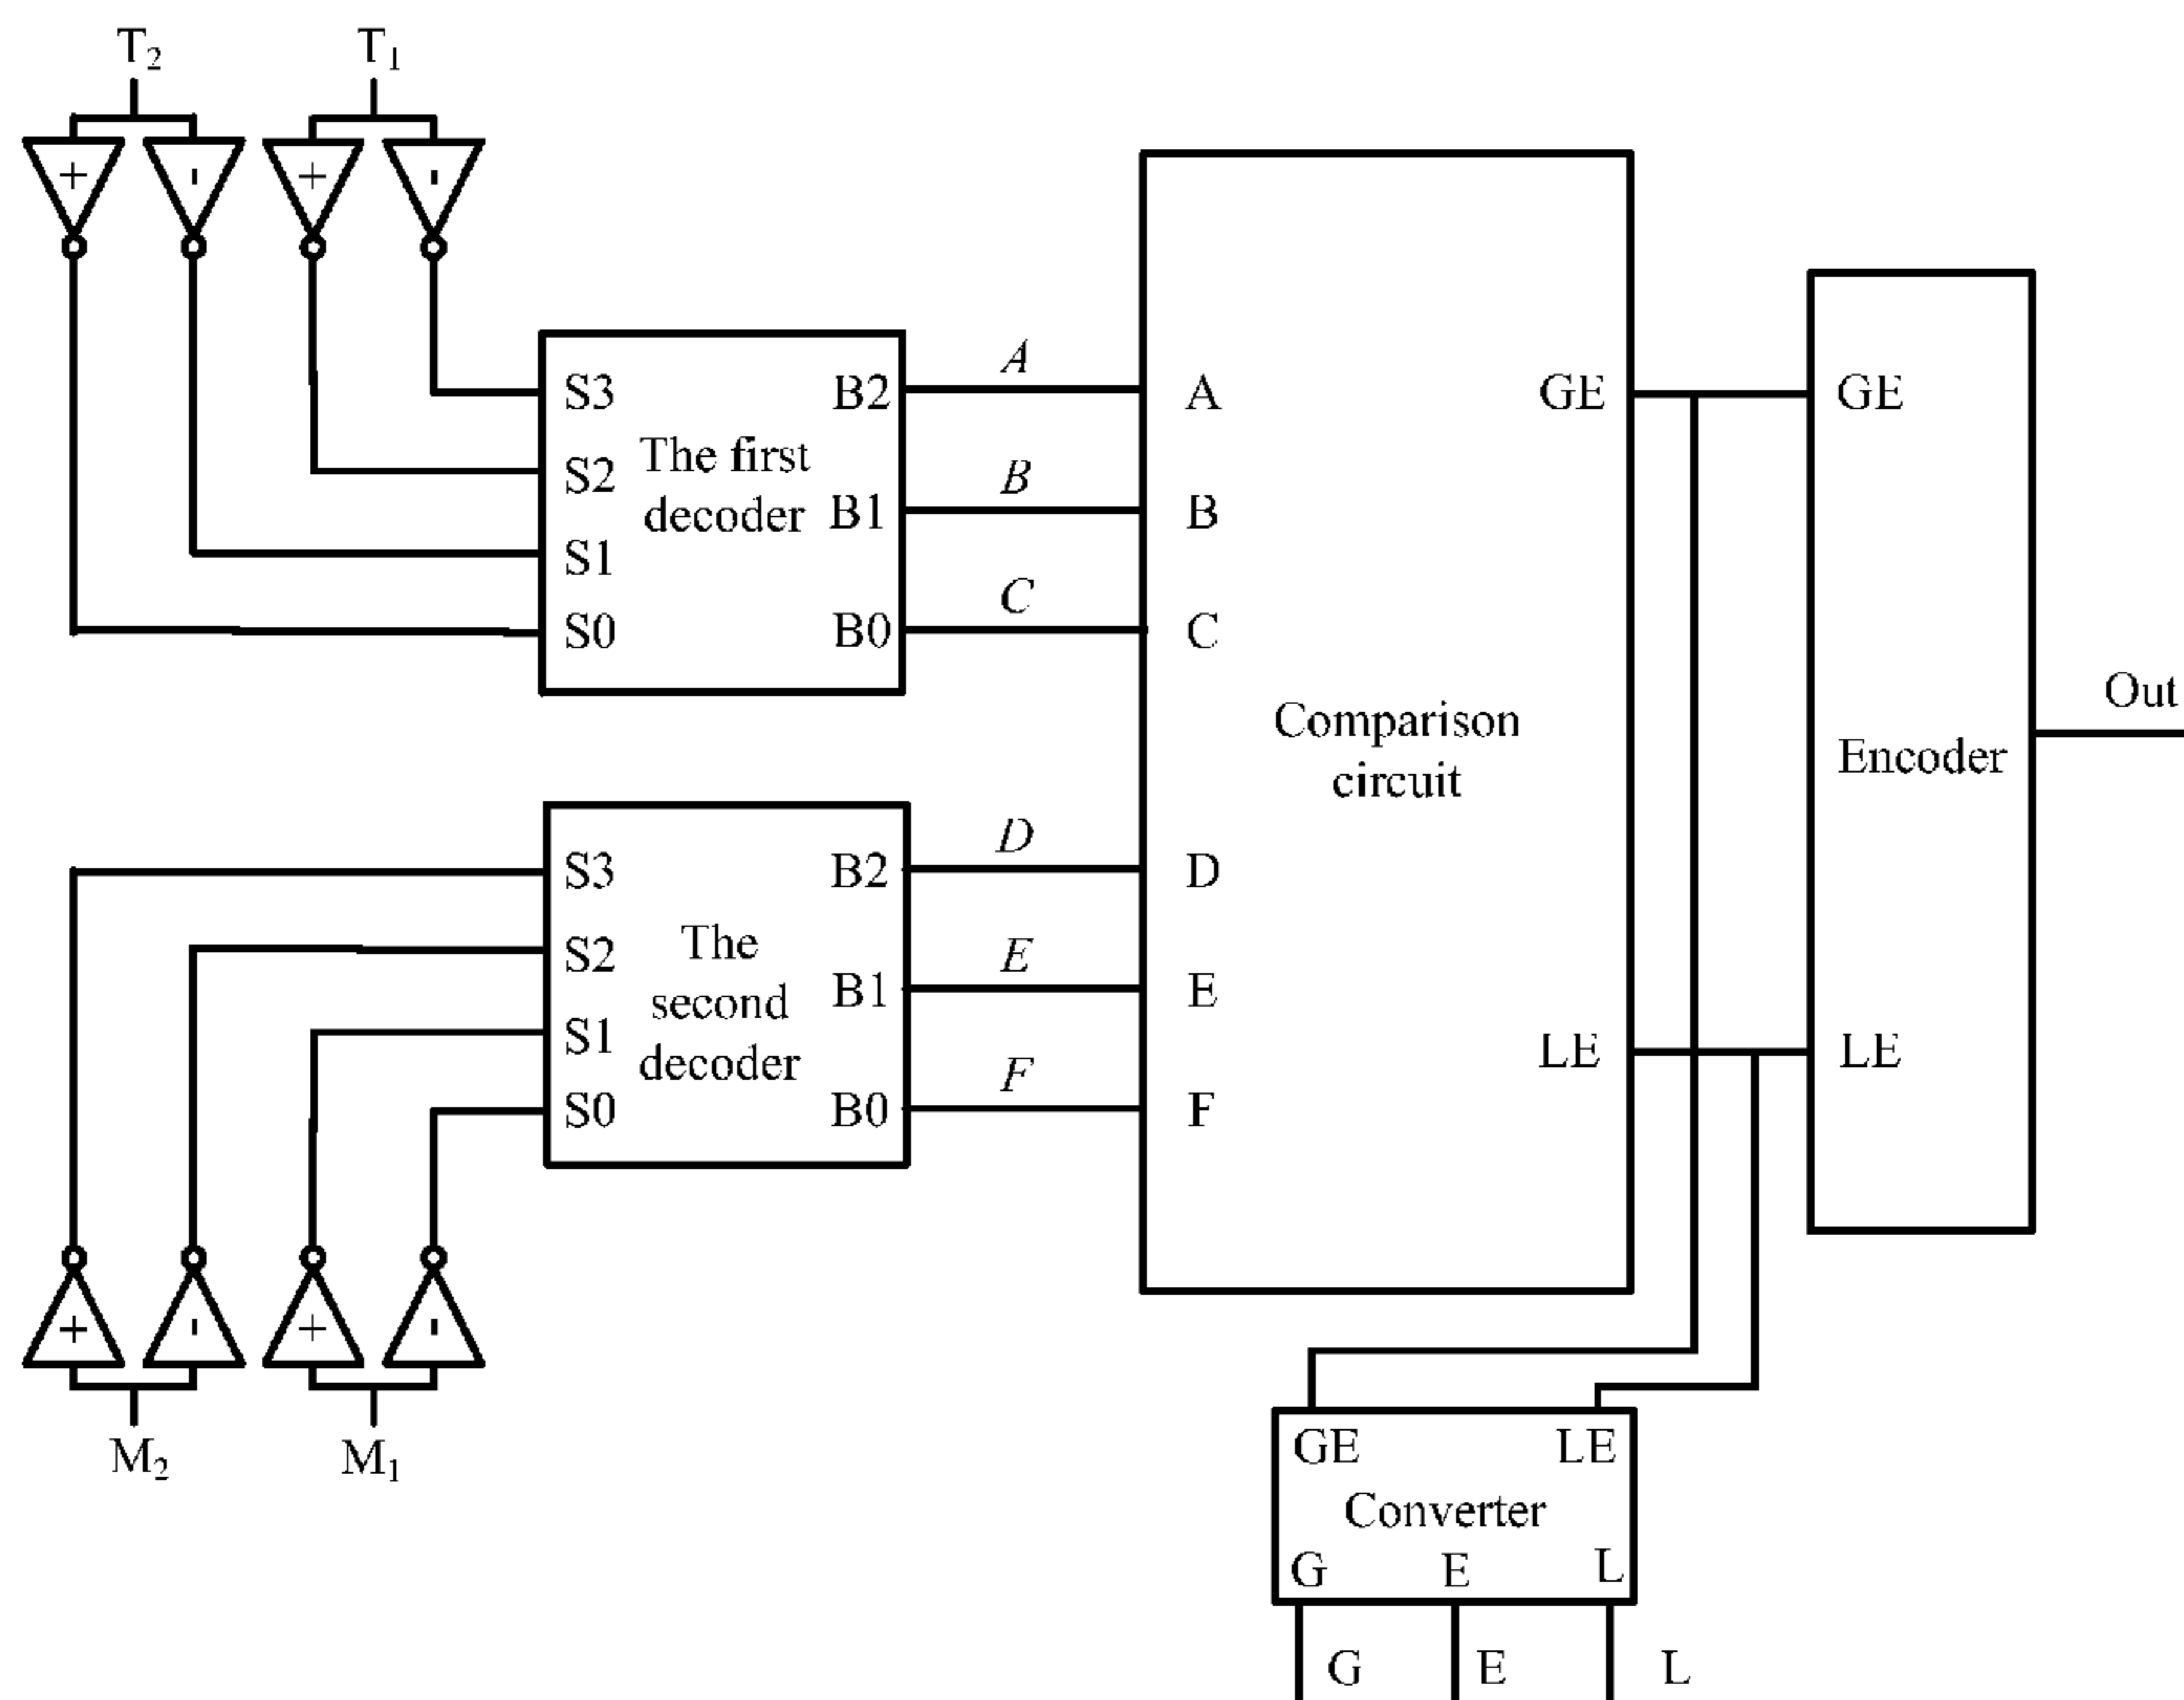 T2 T1
+ - + -
S3 B2 A A GE GE
The first
S2
B B
decoder B1
S1
C
S0 B0 C
Out
Comparison
circuit Encoder
D
S3 B2 D
The
S2
E
second B1 E
S1
LE LE
decoder F
S0 B0 F
+ - + -
M2 M1
GE LE
Converter
G E L
G E L